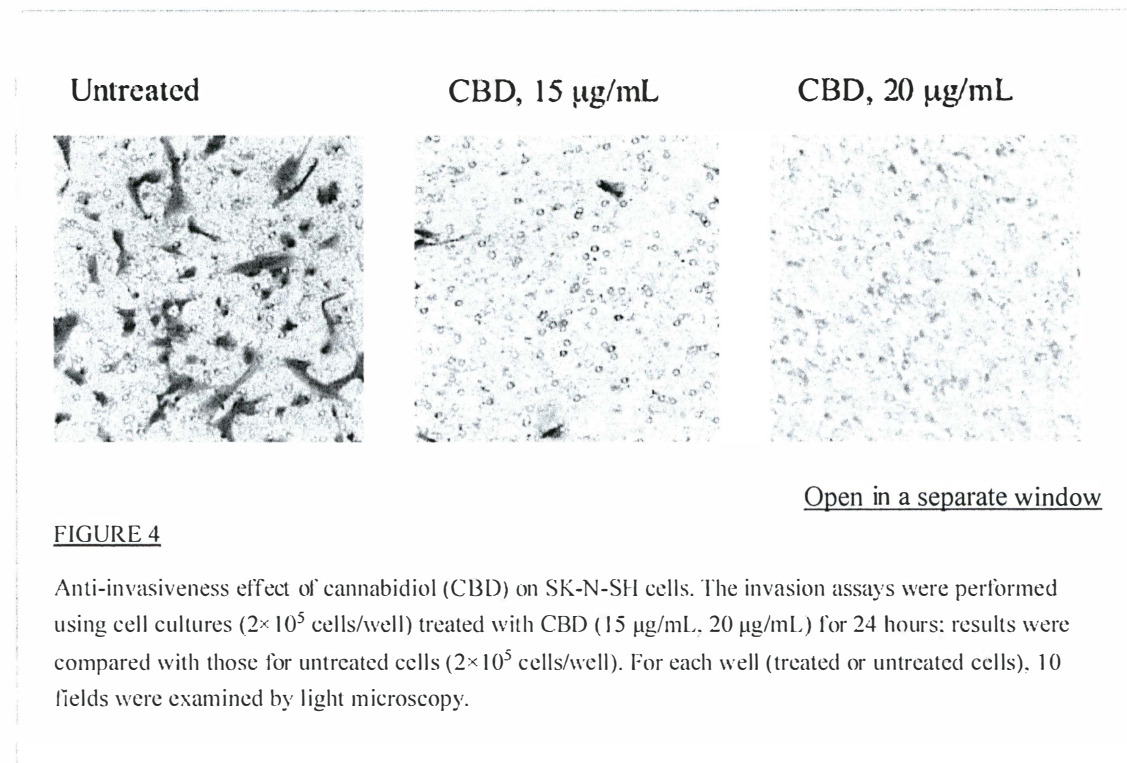 Untreated
CBD, 15 μg/mL
CBD, 20 μg/mL
Open in a separate window
FIGURE 4
Anti-invasiveness effect of cannabidiol (CBD) on SK-N-SH cells. The invasion assays were performed
using cell cultures (2× 10⁵ cells/well) treated with CBD (15 μg/mL, 20 μg/mL) for 24 hours; results were
compared with those for untreated cells (2×10⁵ cells/well). For each well (treated or untreated cells), 10
fields were examined by light microscopy.